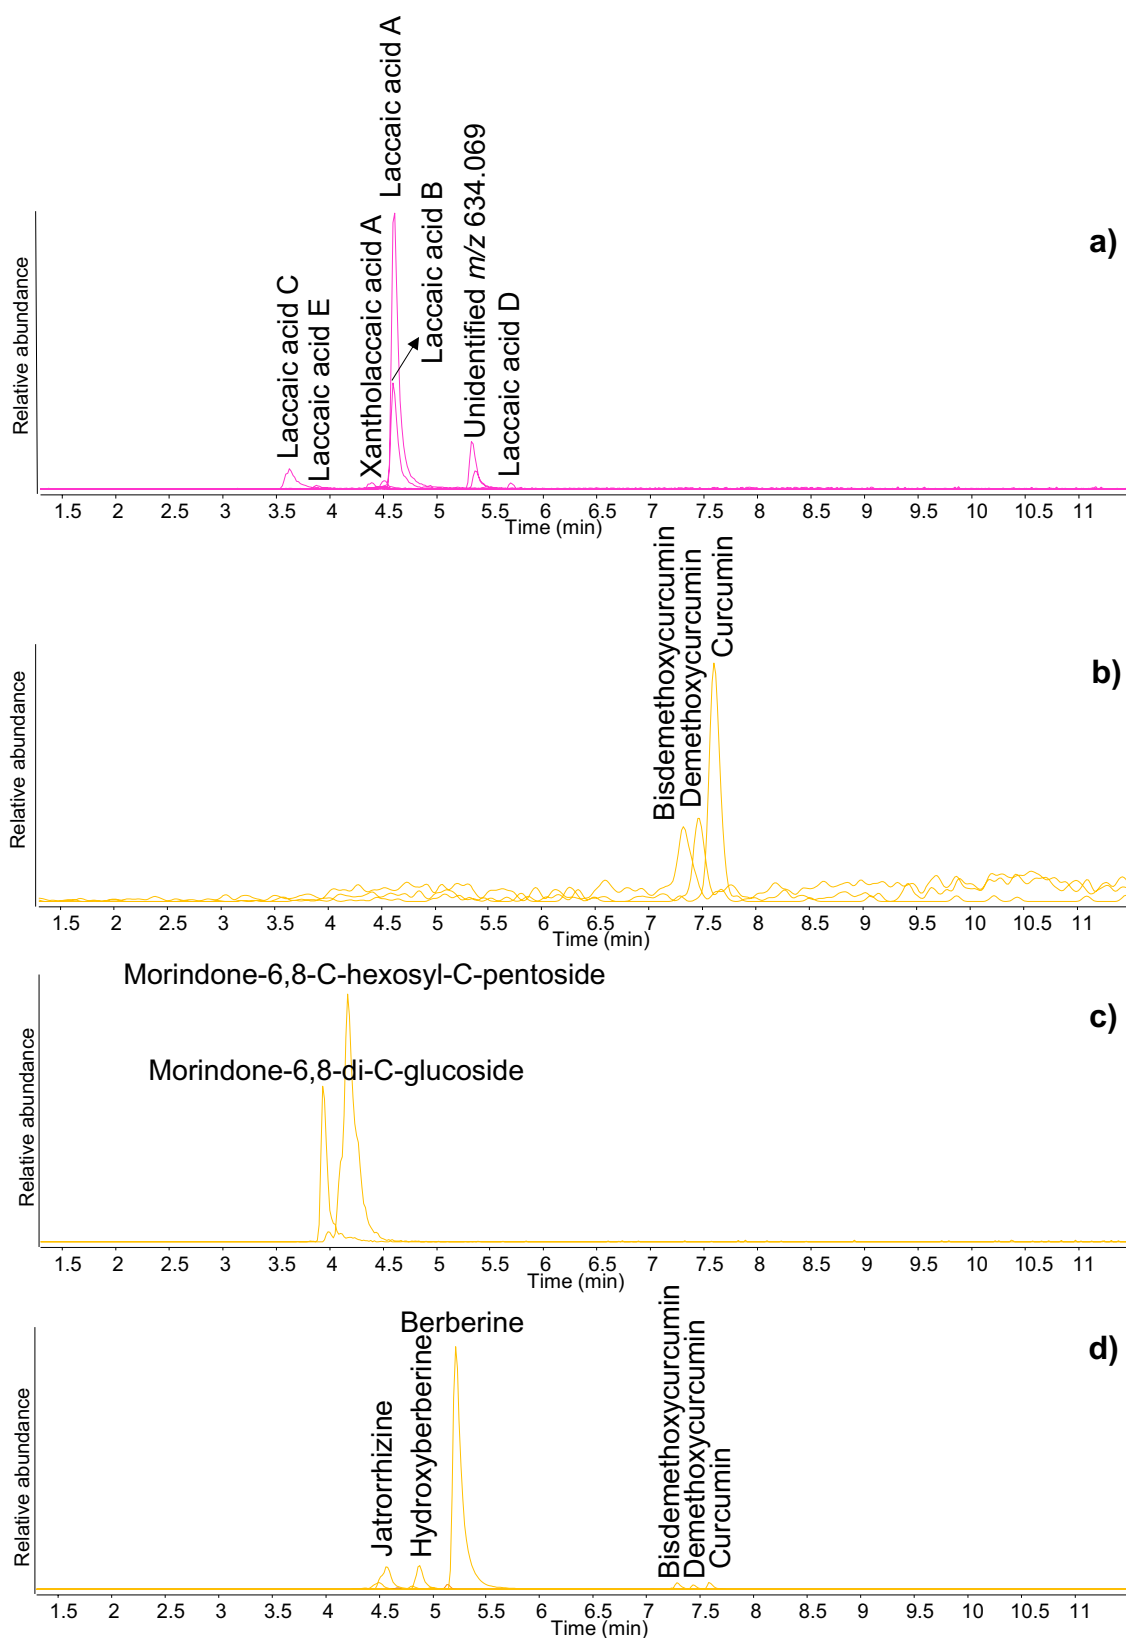 a)
Relative abundance
Laccaic acid C
Laccaic acid E
Xantholaccaic acid A
Laccaic acid A
Laccaic acid B
Unidentified m/z 634.069
Laccaic acid D
1.5 2 2.5 3 3.5 4 4.5 5 5.5 6 6.5 7 7.5 8 8.5 9 9.5 10 10.5 11
Time (min)
b)
Relative abundance
Bisdemethoxycurcumin
Demethoxycurcumin
Curcumin
1.5 2 2.5 3 3.5 4 4.5 5 5.5 6 6.5 7 7.5 8 8.5 9 9.5 10 10.5 11
Time (min)
c)
Relative abundance
Morindone-6,8-C-hexosyl-C-pentoside
Morindone-6,8-di-C-glucoside
1.5 2 2.5 3 3.5 4 4.5 5 5.5 6 6.5 7 7.5 8 8.5 9 9.5 10 10.5 11
Time (min)
d)
Relative abundance
Jatrorrhizine
Hydroxyberberine
Berberine
Bisdemethoxycurcumin
Demethoxycurcumin
Curcumin
1.5 2 2.5 3 3.5 4 4.5 5 5.5 6 6.5 7 7.5 8 8.5 9 9.5 10 10.5 11
Time (min)